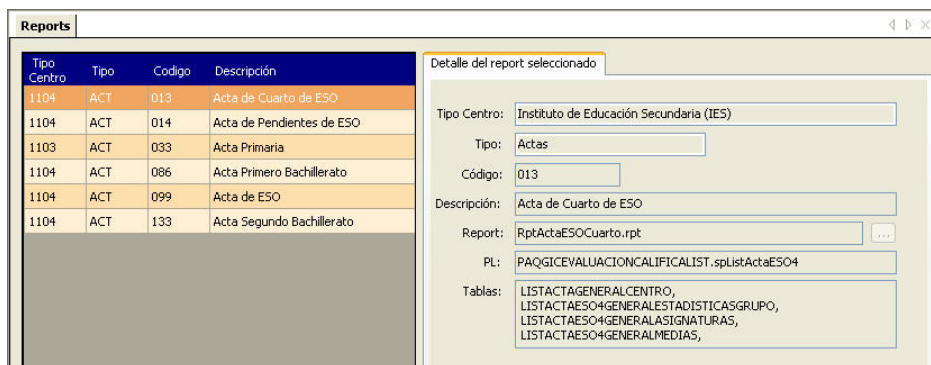 Reports
Tipo Centro Tipo Codigo Descripción
1104 ACT 013 Acta de Cuarto de ESO
1104 ACT 014 Acta de Pendientes de ESO
1103 ACT 033 Acta Primaria
1104 ACT 086 Acta Primero Bachillerato
1104 ACT 099 Acta de ESO
1104 ACT 133 Acta Segundo Bachillerato
Detalle del report seleccionado
Tipo Centro: Instituto de Educación Secundaria (IES)
Tipo: Actas
Código: 013
Descripción: Acta de Cuarto de ESO
Report: RptActaESOCuarto.rpt ...
PL: PAQGICEVALUACIONCALIFICALIST.spListActaESO4
Tablas: LISTACTAGENERALCENTRO,
LISTACTAESO4GENERALESTADISTICASGRUPO,
LISTACTAESO4GENERALASIGNATURAS,
LISTACTAESO4GENERALMEDIAS,